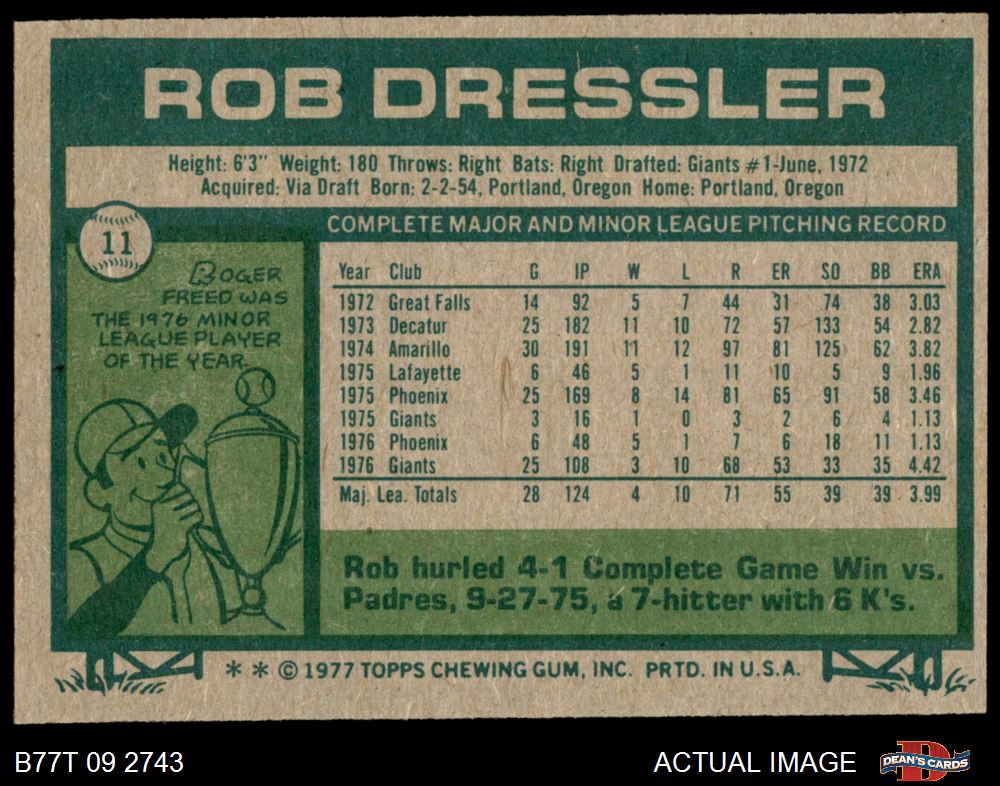 ROB DRESSLER
Height: 6'3" Weight: 180 Throws: Right Bats: Right Drafted: Giants #1-June, 1972
Acquired: Via Draft Born: 2-2-54, Portland, Oregon Home: Portland, Oregon
11
ROGER
FREED WAS
THE 1976 MINOR
LEAGUE PLAYER
OF THE YEAR.
COMPLETE MAJOR AND MINOR LEAGUE PITCHING RECORD
Year Club G IP W L R ER SO BB ERA
1972 Great Falls 14 92 5 7 44 31 74 38 3.03
1973 Decatur 25 182 11 10 72 57 133 54 2.82
1974 Amarillo 30 191 11 12 97 81 125 62 3.82
1975 Lafayette 6 46 5 1 11 10 5 9 1.96
1975 Phoenix 25 169 8 14 81 65 91 58 3.46
1975 Giants 3 16 1 0 3 2 6 4 1.13
1976 Phoenix 6 48 5 1 7 6 18 11 1.13
1976 Giants 25 108 3 10 68 53 33 35 4.42
Maj. Lea. Totals 28 124 4 10 71 55 39 39 3.99
Rob hurled 4-1 Complete Game Win vs.
Padres, 9-27-75, a 7-hitter with 6 K's.
* * © 1977 TOPPS CHEWING GUM, INC. PRTD. IN U.S.A.
B77T 09 2743 ACTUAL IMAGE
D
DEAN'S CARDS